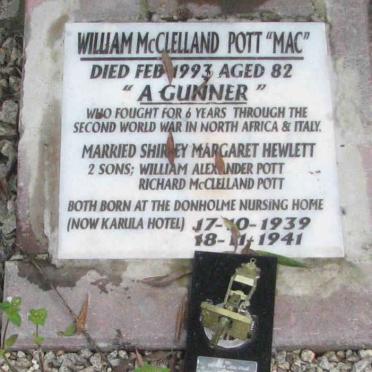 WILLIAM McCLELLAND POTT "MAC"
DIED FEB 1993 AGED 82
" A GUNNER "
WHO FOUGHT FOR 6 YEARS THROUGH THE
SECOND WORLD WAR IN NORTH AFRICA & ITALY.
MARRIED SHIRLEY MARGARET HEWLETT
2 SONS; WILLIAM ALEXANDER POTT
RICHARD McCLELLAND POTT
BOTH BORN AT THE DONHOLME NURSING HOME
(NOW KARULA HOTEL) 17-10-1939
18-11-1941